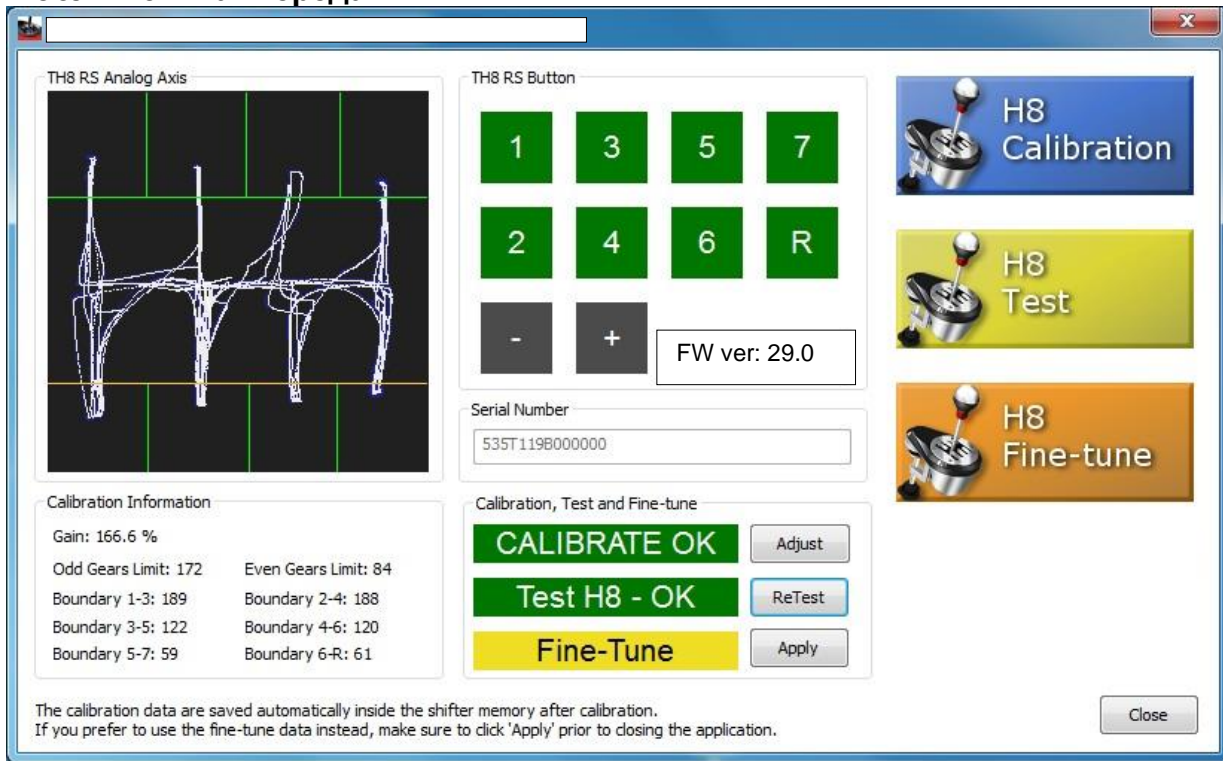 TH8 RS Analog Axis
TH8 RS Button
1 3 5 7
2 4 6 R
- +
FW ver: 29.0
Serial Number
535T119B000000
H8
Calibration
H8
Test
H8
Fine-tune
Calibration Information
Gain: 166.6 %
Odd Gears Limit: 172 Even Gears Limit: 84
Boundary 1-3: 189 Boundary 2-4: 188
Boundary 3-5: 122 Boundary 4-6: 120
Boundary 5-7: 59 Boundary 6-R: 61
Calibration, Test and Fine-tune
CALIBRATE OK Adjust
Test H8 - OK ReTest
Fine-Tune Apply
The calibration data are saved automatically inside the shifter memory after calibration.
If you prefer to use the fine-tune data instead, make sure to click 'Apply' prior to closing the application.
Close